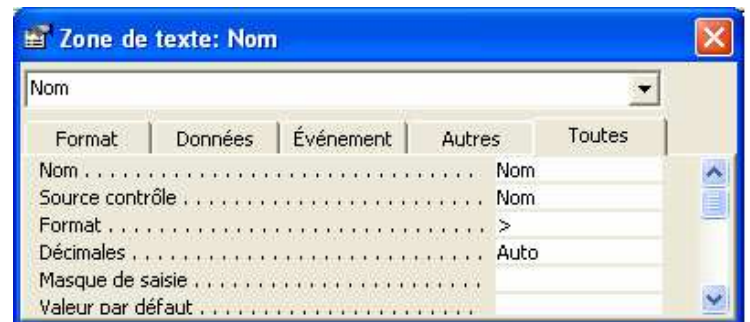 Zone de texte: Nom
Nom
Format Données Événement Autres Toutes
Nom . . . . . . . . . . . . . . . . . . . . . . . . . . . . . . . . . . . Nom
Source contrôle . . . . . . . . . . . . . . . . . . . . . . . . . . . Nom
Format . . . . . . . . . . . . . . . . . . . . . . . . . . . . . . . . . >
Décimales . . . . . . . . . . . . . . . . . . . . . . . . . . . . . . . Auto
Masque de saisie . . . . . . . . . . . . . . . . . . . . . . . . . .
Valeur par défaut . . . . . . . . . . . . . . . . . . . . . . . . . .